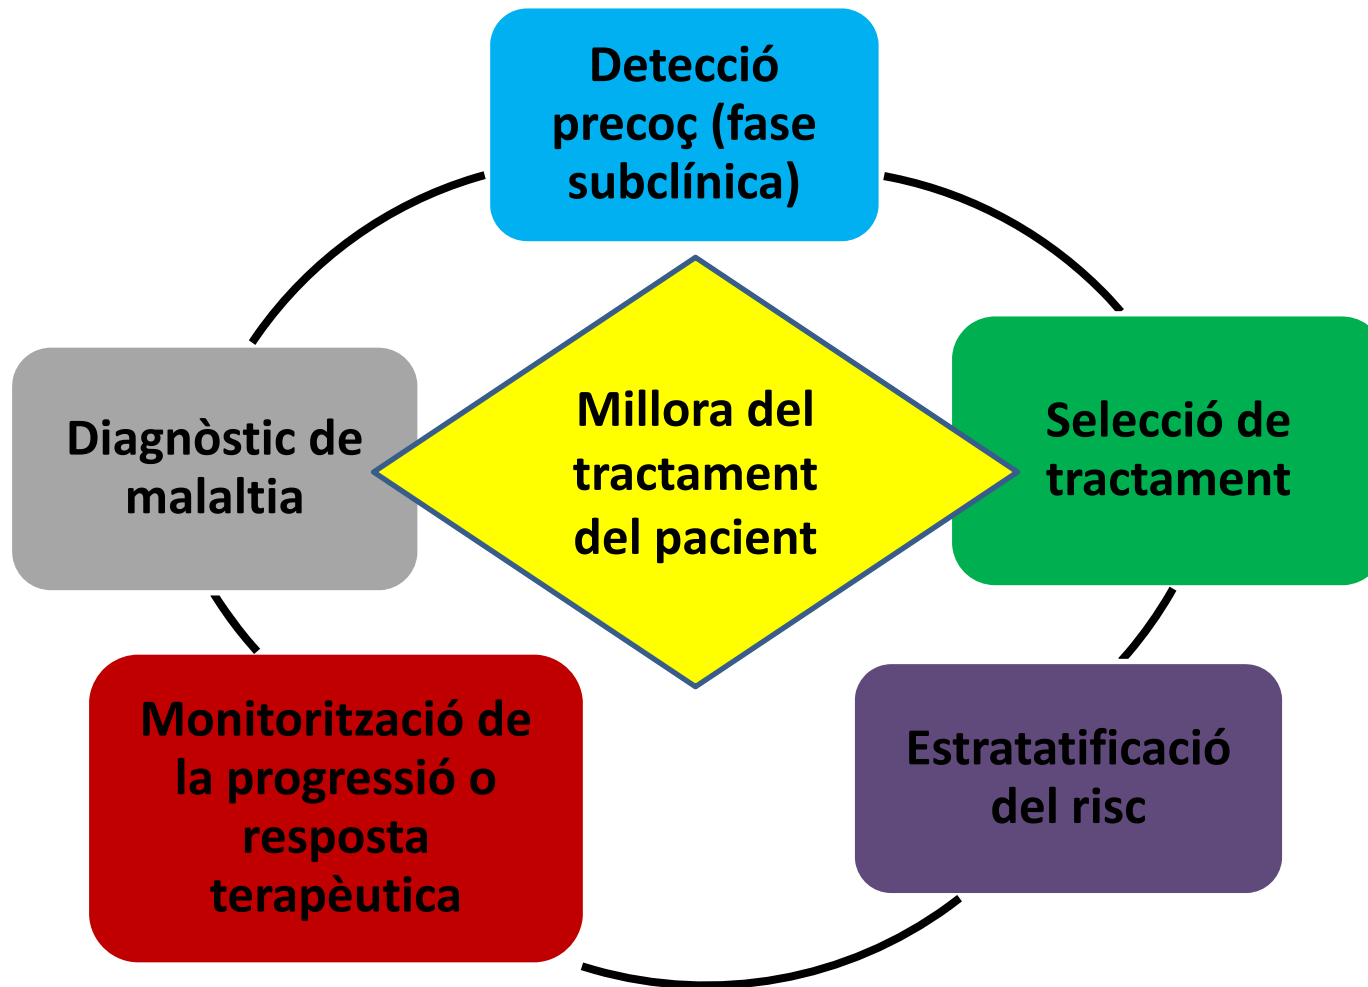 Detecció
precoç (fase
subclínica)
Millora del
tractament
del pacient
Selecció de
tractament
Diagnòstic de
malaltia
Monitorització de
la progressió o
resposta
terapèutica
Estratatificació
del risc